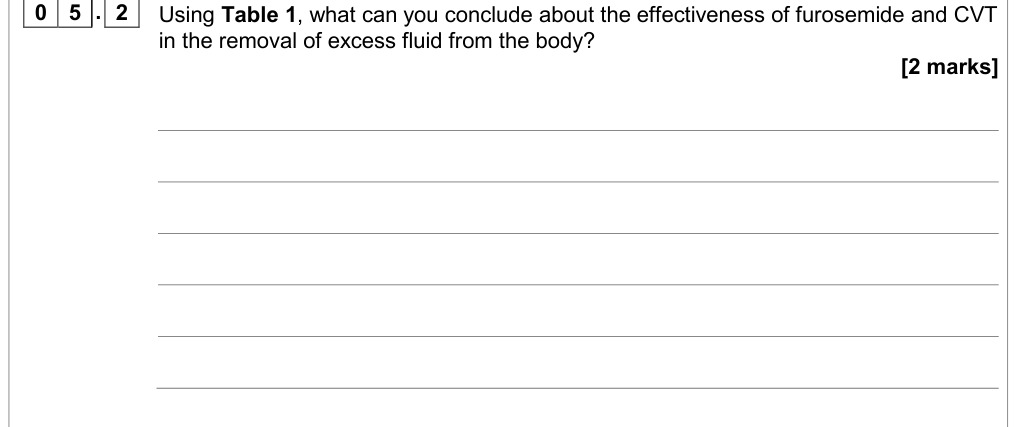 0 5 . 2 Using Table 1, what can you conclude about the effectiveness of furosemide and CVT
in the removal of excess fluid from the body?
[2 marks]